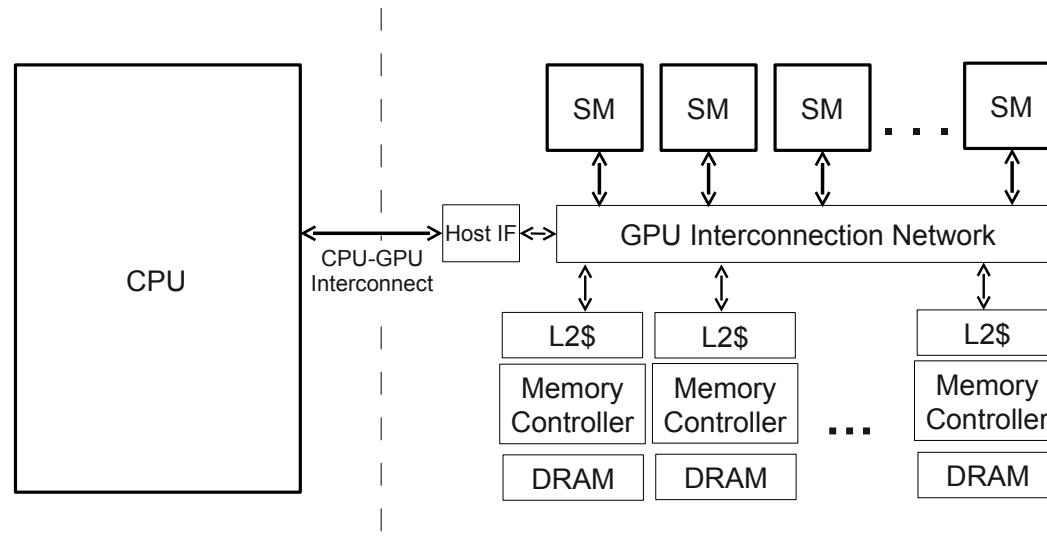 SM
SM
SM
. . .
SM
CPU
CPU-GPU
Interconnect
Host IF
GPU Interconnection Network
L2$
L2$
L2$
Memory
Controller
Memory
Controller
...
Memory
Controller
DRAM
DRAM
DRAM